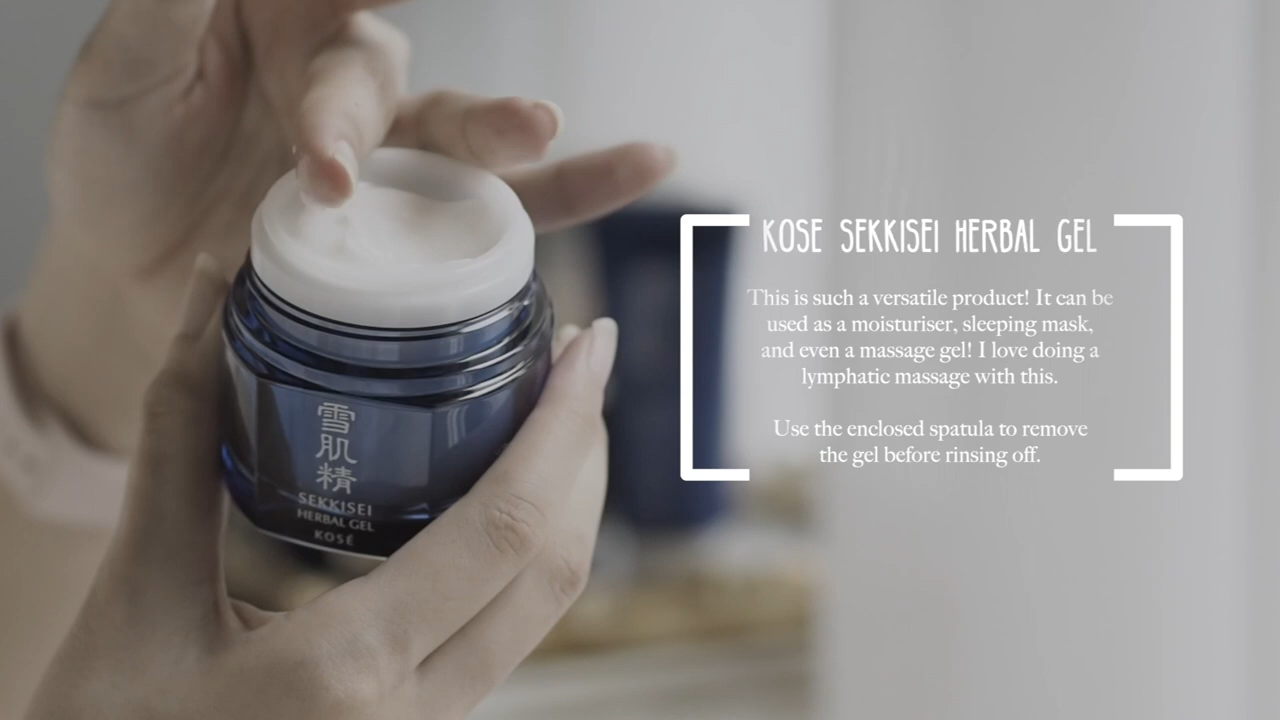 雪
肌
精
SEKKISEI
HERBAL GEL
KOSÉ
KOSE SEKKISEI HERBAL GEL
This is such a versatile product! It can be
used as a moisturiser, sleeping mask,
and even a massage gel! I love doing a
lymphatic massage with this.
Use the enclosed spatula to remove
the gel before rinsing off.